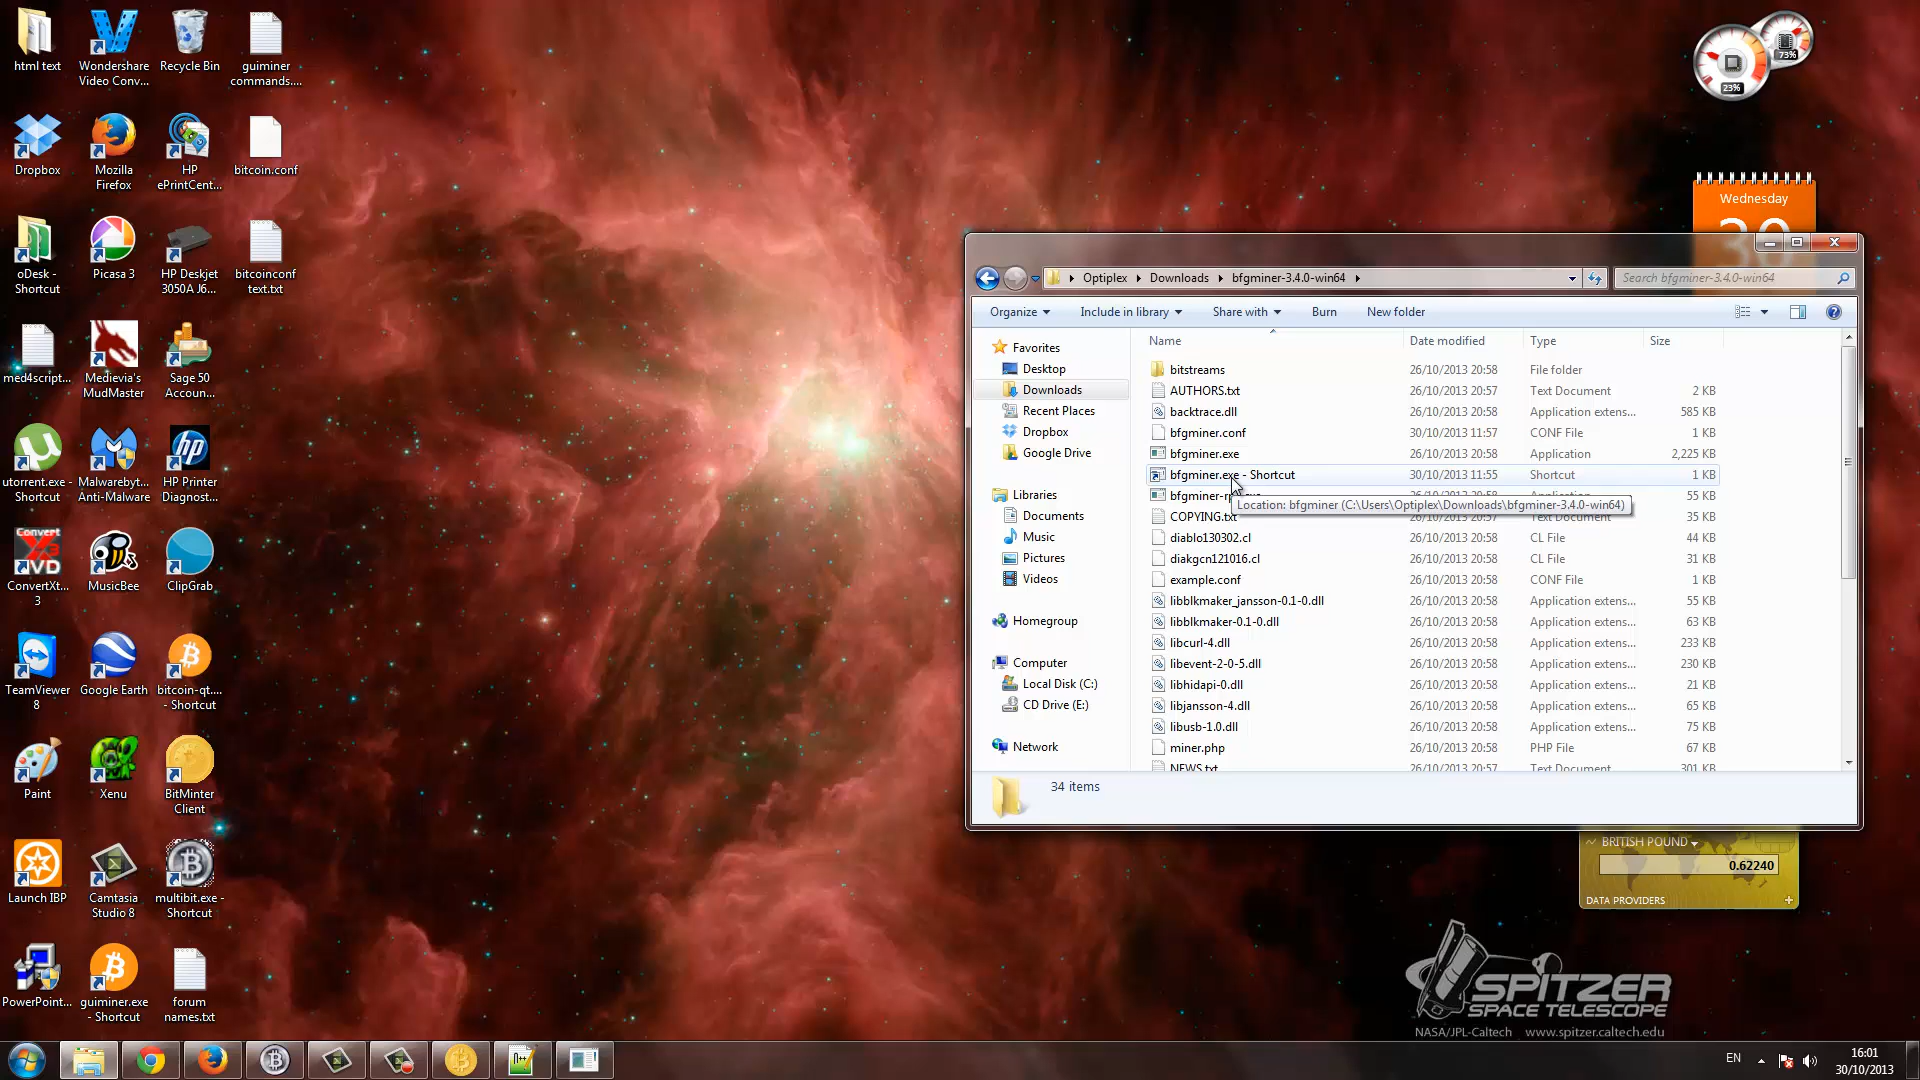 html text
Wondershare
Video Conv...
Recycle Bin
guiminer
commands....
Dropbox
Mozilla
Firefox
HP
ePrintCent...
bitcoin.conf
oDesk -
Shortcut
Picasa 3
HP Deskjet
3050A J6...
bitcoinconf
text.txt
med4script...
Medievia's
MudMaster
Sage 50
Accoun...
utorrent.exe -
Shortcut
Malwarebyt...
Anti-Malware
HP Printer
Diagnost...
ConvertXt...
3
MusicBee
ClipGrab
TeamViewer
8
Google Earth
bitcoin-qt....
- Shortcut
Paint
Xenu
BitMinter
Client
Launch IBP
Camtasia
Studio 8
multibit.exe -
Shortcut
PowerPoint...
guiminer.exe
- Shortcut
forum
names.txt
73%
23%
Wednesday
Optiplex
Downloads
bfgminer-3.4.0-win64
Search bfgminer-3.4.0-win64
Organize
Include in library
Share with
Burn
New folder
Favorites
Desktop
Downloads
Recent Places
Dropbox
Google Drive
Libraries
Documents
Music
Pictures
Videos
Homegroup
Computer
Local Disk (C:)
CD Drive (E:)
Network
Name Date modified Type Size
bitstreams 26/10/2013 20:58 File folder
AUTHORS.txt 26/10/2013 20:57 Text Document 2 KB
backtrace.dll 26/10/2013 20:58 Application extens... 585 KB
bfgminer.conf 30/10/2013 11:57 CONF File 1 KB
bfgminer.exe 26/10/2013 20:58 Application 2,225 KB
bfgminer.exe - Shortcut 30/10/2013 11:55 Shortcut 1 KB
55 KB
Location: bfgminer (C:\Users\Optiplex\Downloads\bfgminer-3.4.0-win64)
COPYING.txt Text Document 35 KB
diablo130302.cl 26/10/2013 20:58 CL File 44 KB
diakgcn121016.cl 26/10/2013 20:58 CL File 31 KB
example.conf 26/10/2013 20:58 CONF File 1 KB
libblkmaker_jansson-0.1-0.dll 26/10/2013 20:58 Application extens... 55 KB
libblkmaker-0.1-0.dll 26/10/2013 20:58 Application extens... 63 KB
libcurl-4.dll 26/10/2013 20:58 Application extens... 233 KB
libevent-2-0-5.dll 26/10/2013 20:58 Application extens... 230 KB
libhidapi-0.dll 26/10/2013 20:58 Application extens... 21 KB
libjansson-4.dll 26/10/2013 20:58 Application extens... 65 KB
libusb-1.0.dll 26/10/2013 20:58 Application extens... 75 KB
miner.php 26/10/2013 20:58 PHP File 67 KB
NEWS.txt 26/10/2013 20:57 Text Document 301 KB
34 items
BRITISH POUND
0.62240
DATA PROVIDERS
SPITZER
SPACE TELESCOPE
NASA/JPL-Caltech www.spitzer.caltech.edu
EN
16:01
30/10/2013